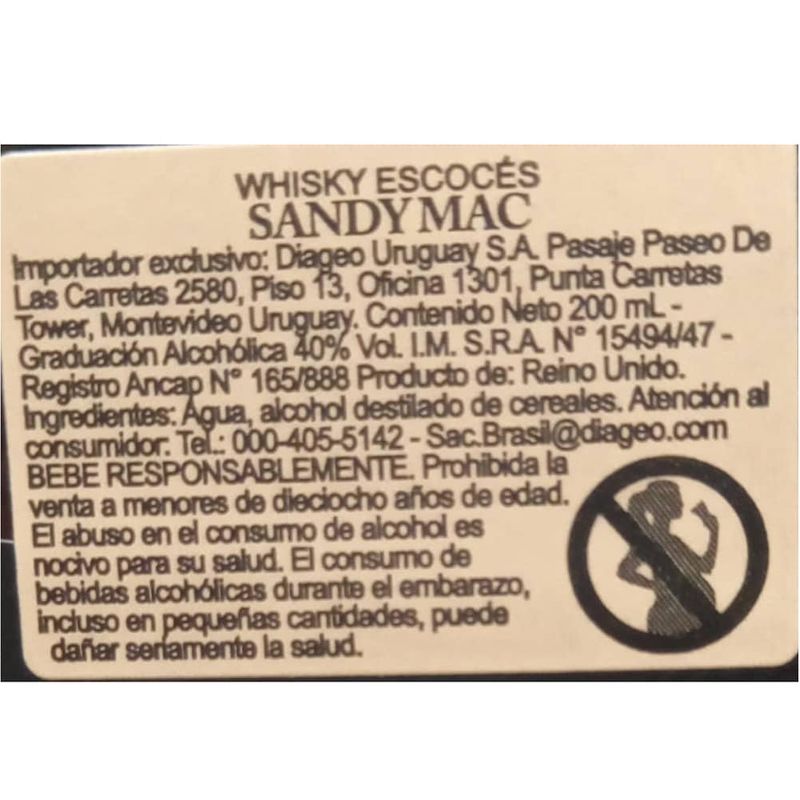 WHISKY ESCOCÉS
SANDY MAC
Importador exclusivo: Diageo Uruguay S.A. Pasaje Paseo De
Las Carretas 2580, Piso 13, Oficina 1301, Punta Carretas
Tower, Montevideo Uruguay. Contenido Neto 200 mL -
Graduación Alcohólica 40% Vol. I.M. S.R.A. N° 15494/47 -
Registro Ancap N° 165/888 Producto de: Reino Unido.
Ingredientes: Agua, alcohol destilado de cereales. Atención al
consumidor: Tel.: 000-405-5142 - Sac.Brasil@diageo.com
BEBE RESPONSABLEMENTE. Prohibida la
venta a menores de dieciocho años de edad.
El abuso en el consumo de alcohol es
nocivo para su salud. El consumo de
bebidas alcohólicas durante el embarazo,
incluso en pequeñas cantidades, puede
dañar seriamente la salud.